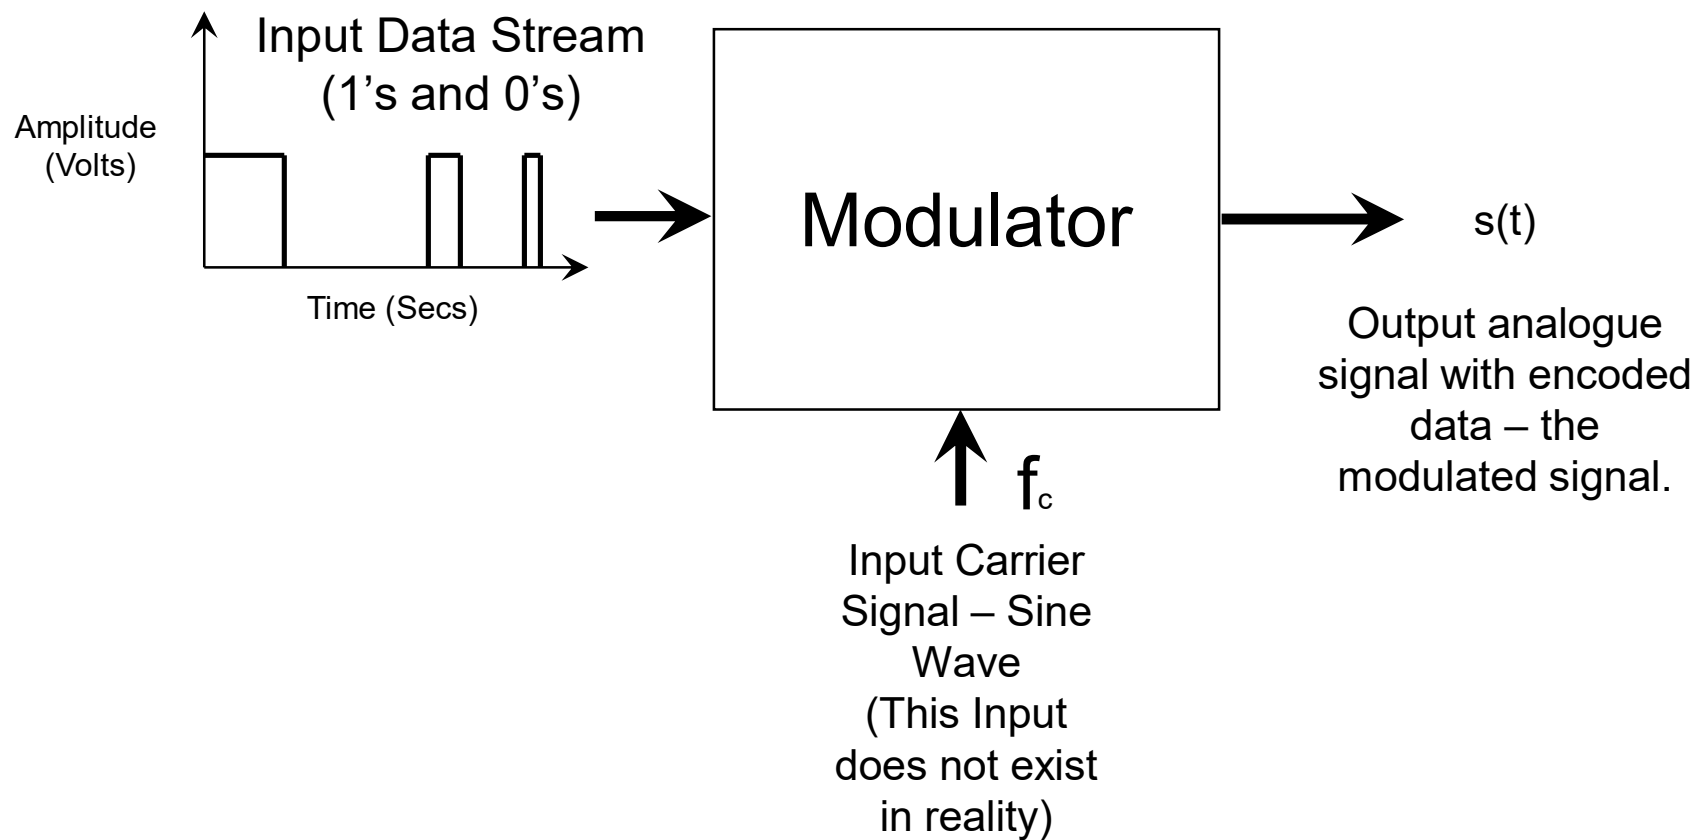 Input Data Stream
(1’s and 0’s)
Amplitude
(Volts)
Time (Secs)
Modulator
s(t)
Output analogue
signal with encoded
data – the
modulated signal.
fc
Input Carrier
Signal – Sine
Wave
(This Input
does not exist
in reality)